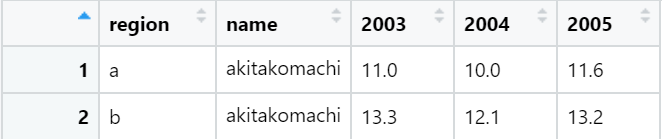 region name 2003 2004 2005
1 a akitakomachi 11.0 10.0 11.6
2 b akitakomachi 13.3 12.1 13.2